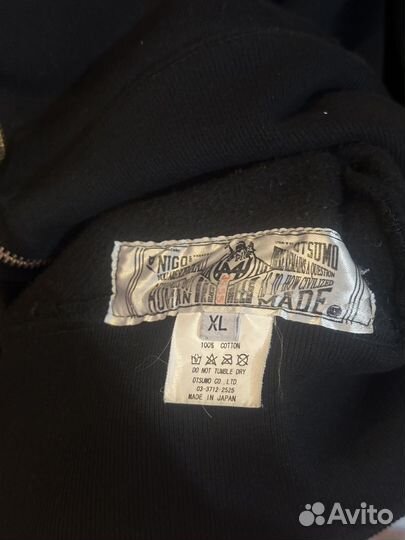 NIGO
OTSUMO
HUMAN MADE
XL
100% COTTON
DO NOT TUMBLE DRY
OTSUMO CO.,LTD
03-3712-2525
MADE IN JAPAN
Avito